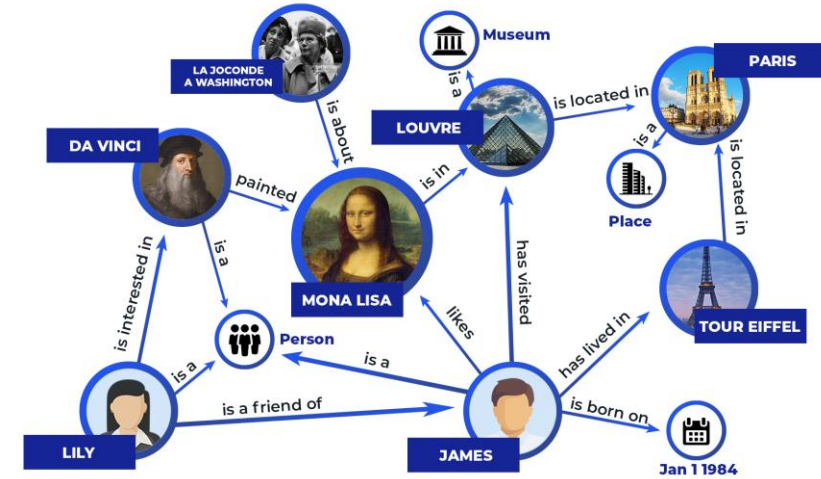 Museum
PARIS
LA JOCONDE
A WASHINGTON
is a
is located in
LOUVRE
is about
is a
DA VINCI
is in
is located in
painted
Place
is a
has visited
is interested in
MONA LISA
likes
has lived in
TOUR EIFFEL
Person
is a
is a
is a friend of
is born on
LILY
JAMES
Jan 1 1984